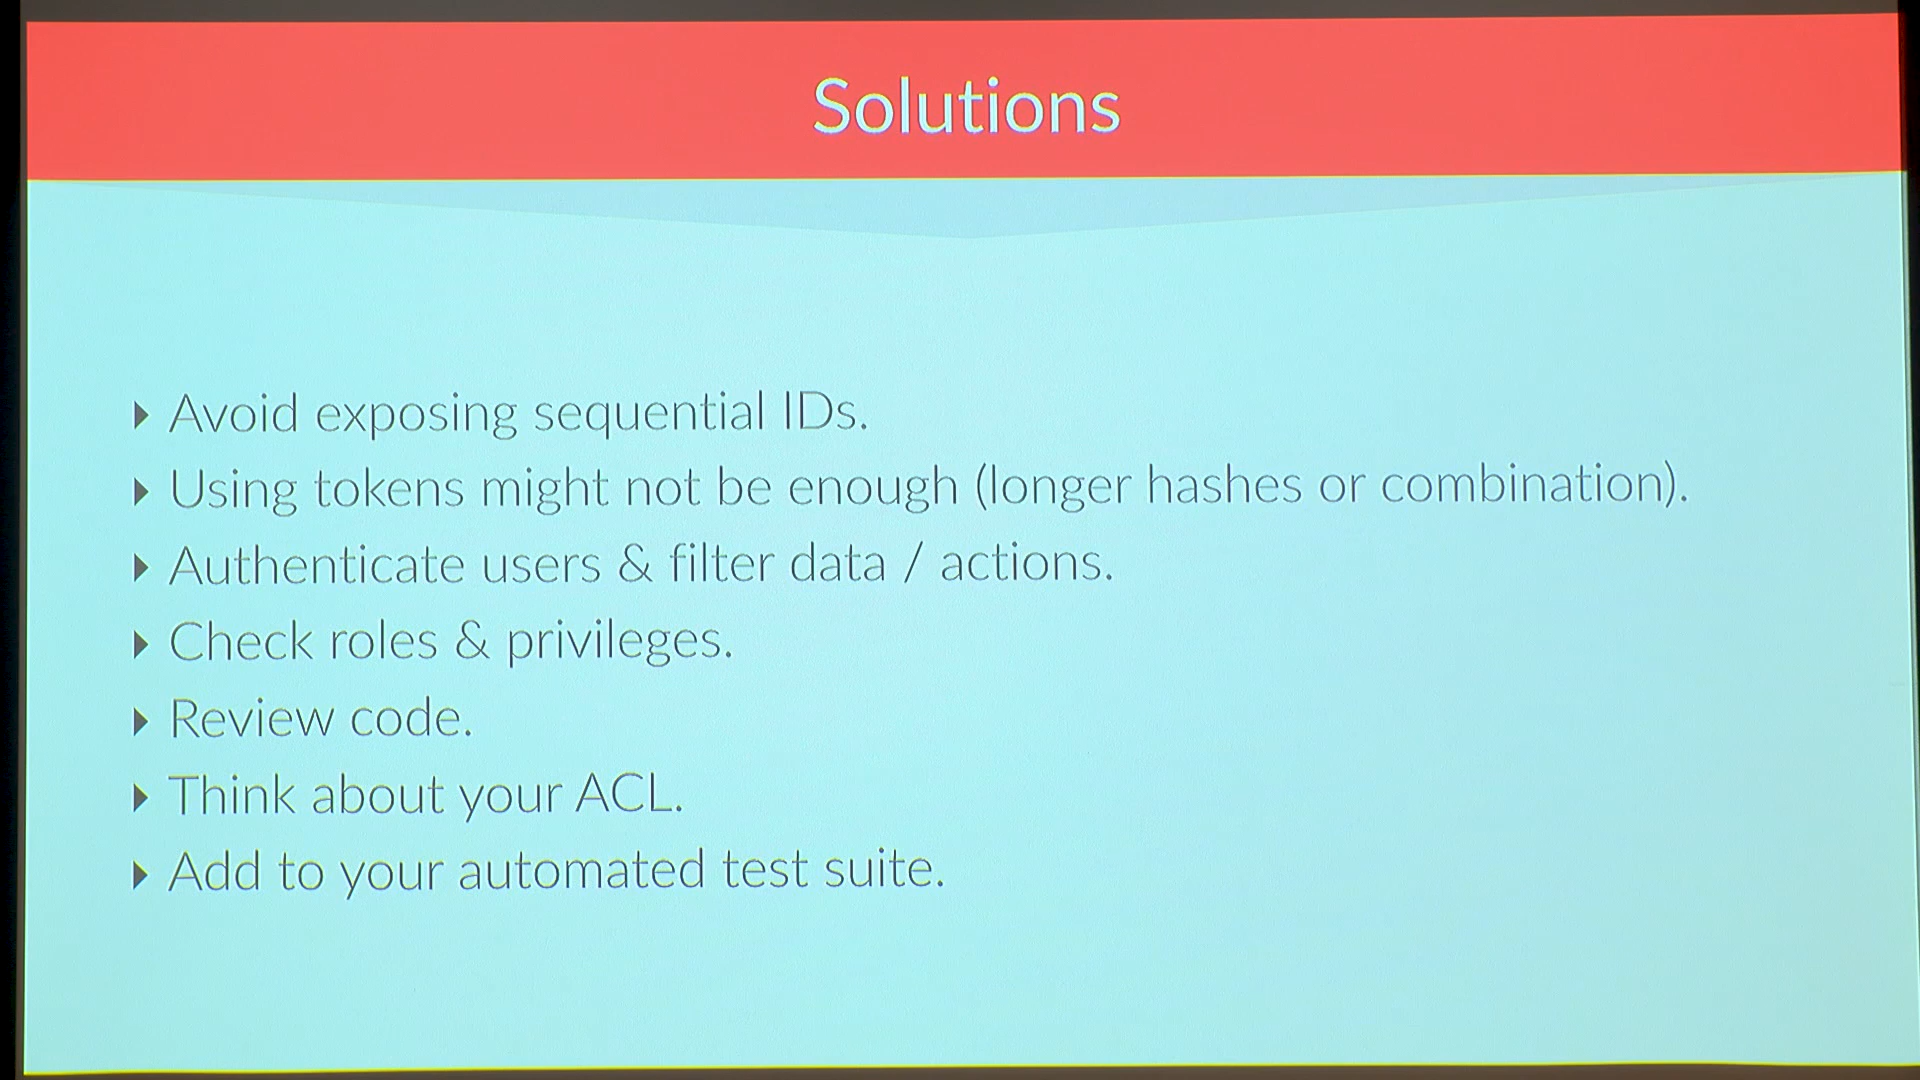 Solutions
Avoid exposing sequential IDs.
Using tokens might not be enough (longer hashes or combination).
Authenticate users & filter data / actions.
Check roles & privileges.
Review code.
Think about your ACL.
Add to your automated test suite.